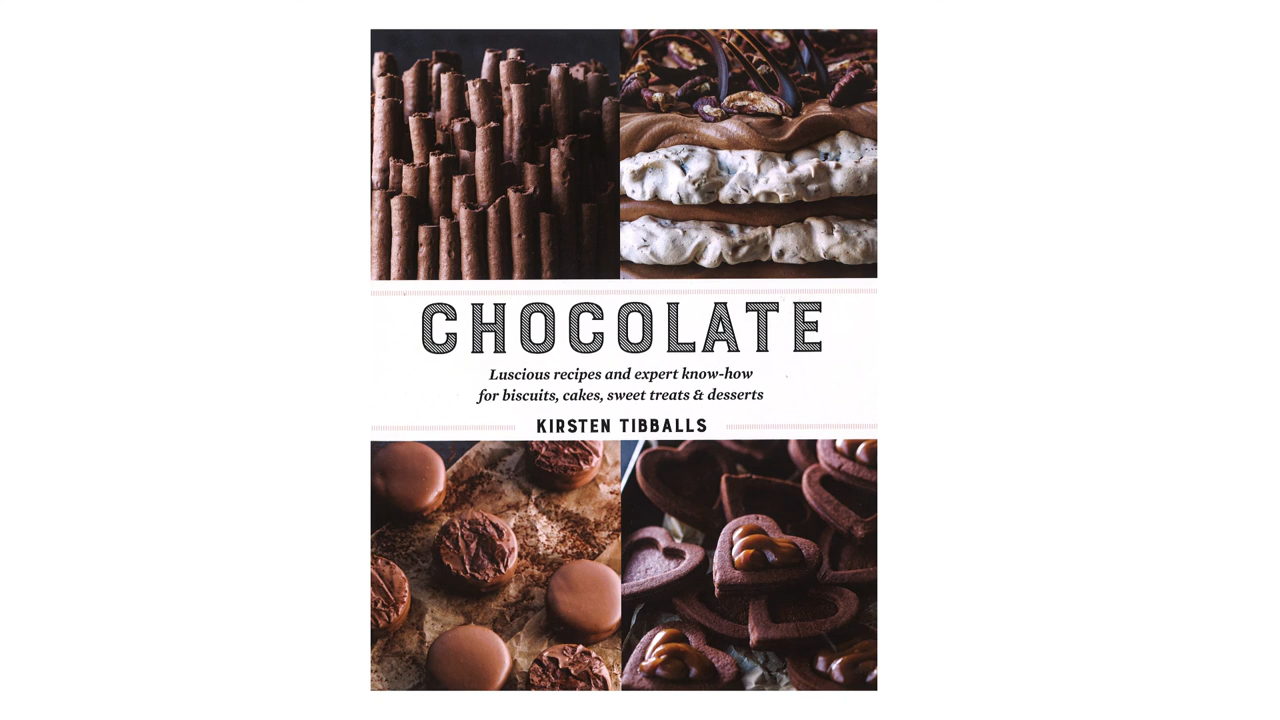 CHOCOLATE
Luscious recipes and expert know-how
for biscuits, cakes, sweet treats & desserts
KIRSTEN TIBBALLS